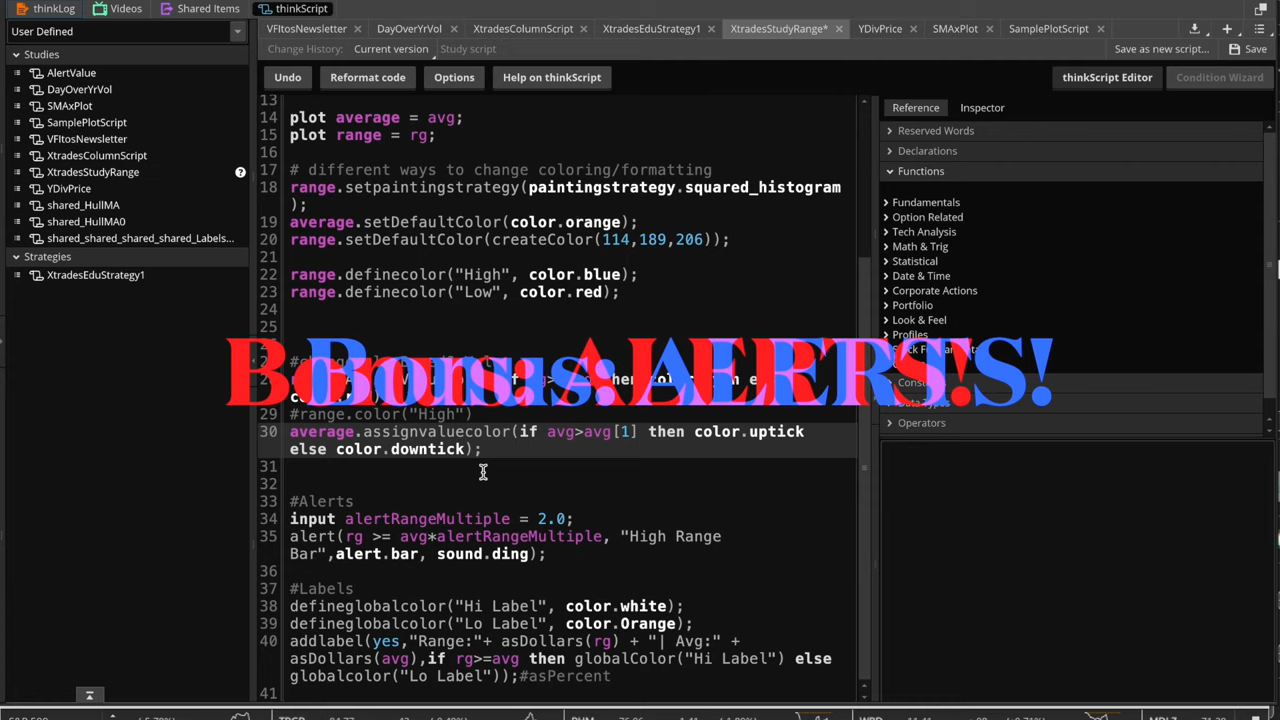 thinkLog Videos Shared Items thinkScript
User Defined
VFItosNewsletter DayOverYrVol XtradesColumnScript XtradesEduStrategy1 XtradesStudyRange* YDivPrice SMAxPlot SamplePlotScript
Change History: Current version Study script Save as new script... Save
Undo Reformat code Options Help on thinkScript thinkScript Editor Condition Wizard
Studies
AlertValue
DayOverYrVol
SMAxPlot
SamplePlotScript
VFItosNewsletter
XtradesColumnScript
XtradesStudyRange
YDivPrice
shared_HullMA
shared_HullMA0
shared_shared_shared_shared_Labels...
Strategies
XtradesEduStrategy1
13
14 plot average = avg;
15 plot range = rg;
16
17 # different ways to change coloring/formatting
18 range.setpaintingstrategy(paintingstrategy.squared_histogram
);
19 average.setDefaultColor(color.orange);
20 range.setDefaultColor(createColor(114,189,206));
21
22 range.definecolor("High", color.blue);
23 range.definecolor("Low", color.red);
24
25
Bonus: ALERTS!
Bonus: ALERTS!
29 #range.color("High")
30 average.assignvaluecolor(if avg>avg[1] then color.uptick
else color.downtick);
31
32
33 #Alerts
34 input alertRangeMultiple = 2.0;
35 alert(rg >= avg*alertRangeMultiple, "High Range
Bar",alert.bar, sound.ding);
36
37 #Labels
38 defineglobalcolor("Hi Label", color.white);
39 defineglobalcolor("Lo Label", color.Orange);
40 addlabel(yes,"Range:"+ asDollars(rg) + "| Avg:" +
asDollars(avg),if rg>=avg then globalColor("Hi Label") else
globalcolor("Lo Label"));#asPercent
41
Reference Inspector
Reserved Words
Declarations
Functions
Fundamentals
Option Related
Tech Analysis
Math & Trig
Statistical
Date & Time
Corporate Actions
Portfolio
Look & Feel
Profiles
Operators